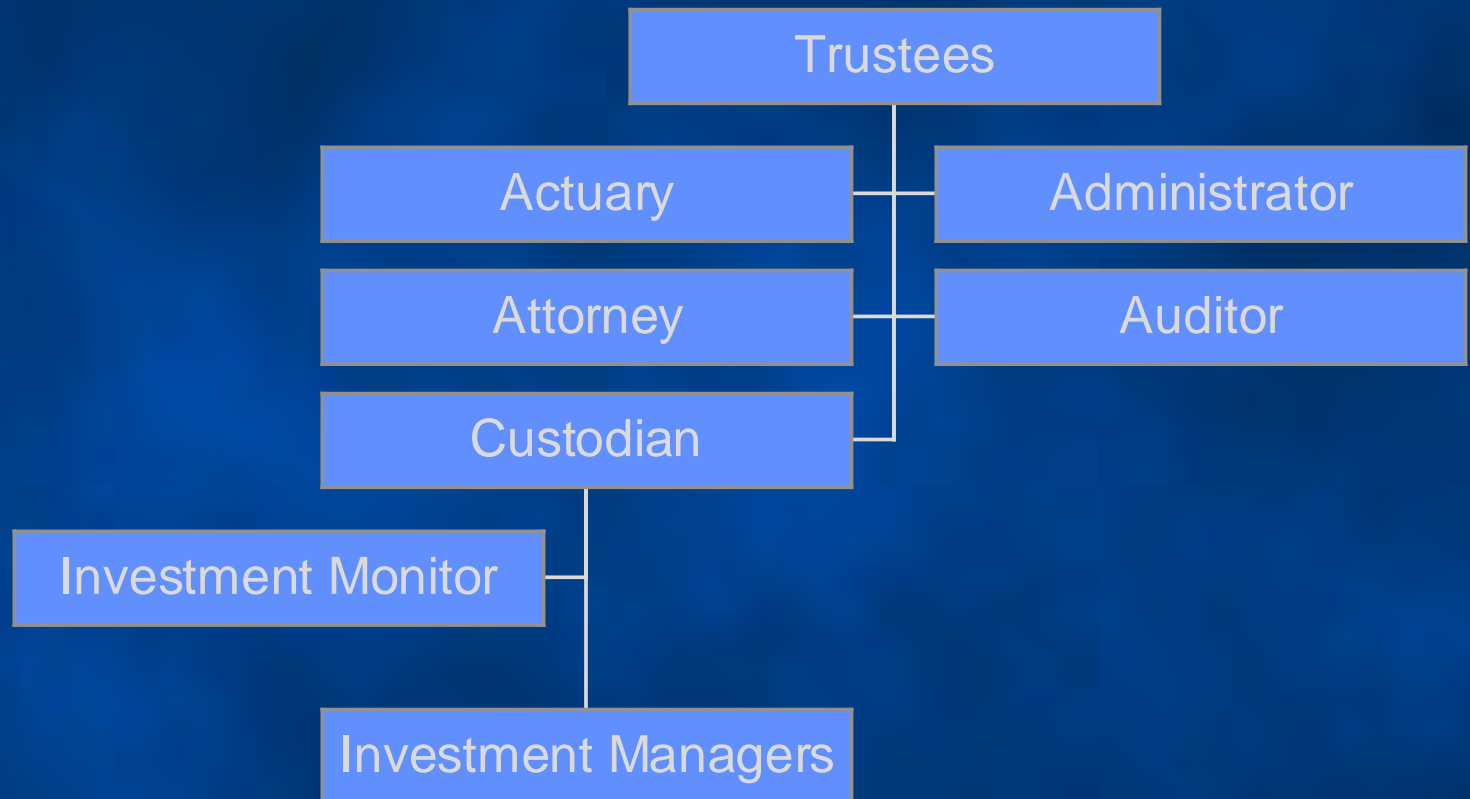 Trustees
Actuary
Administrator
Attorney
Auditor
Custodian
Investment Monitor
Investment Managers